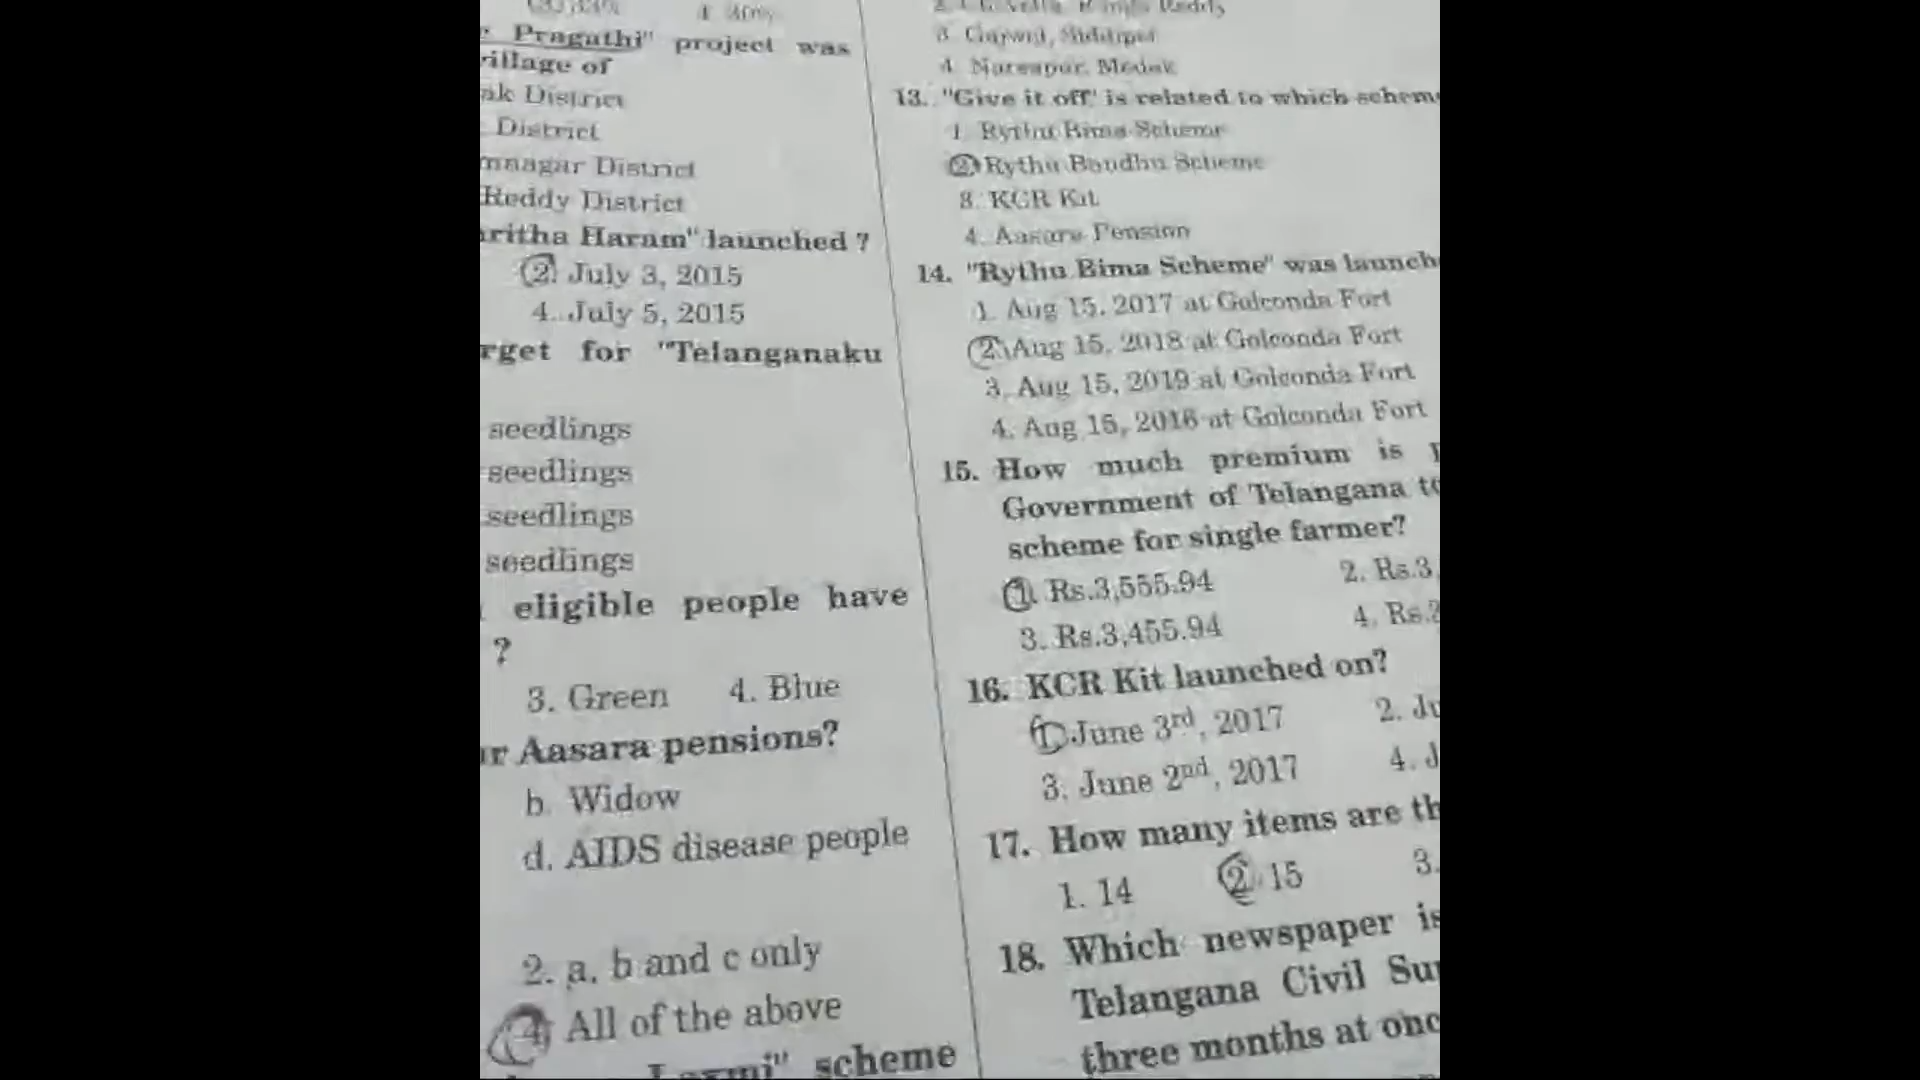 Pragathi" project was
village of
ak District
District
mnagar District
Reddy District
aritha Haram" launched ?
2. July 3, 2015
4. July 5, 2015
rget for "Telanganaku
seedlings
seedlings
seedlings
seedlings
eligible people have
?
3. Green 4. Blue
ur Aasara pensions?
b. Widow
d. AIDS disease people
2. a, b and c only
4. All of the above
Laxmi" scheme
Reddy
3. Gajwel, Siddipet
4. Narsapur, Medak
13. "Give it off" is related to which schem
1. Rythu Bima Scheme
2. Rythu Bandhu Scheme
3. KCR Kit
4. Aasara Pension
14. "Rythu Bima Scheme" was launch
1. Aug 15, 2017 at Golconda Fort
2. Aug 15, 2018 at Golconda Fort
3. Aug 15, 2019 at Golconda Fort
4. Aug 15, 2016 at Golconda Fort
15. How much premium is
Government of Telangana to
scheme for single farmer?
1. Rs.3,555.94 2. Rs.3,
3. Rs.3,455.94 4. Rs.
16. KCR Kit launched on?
1. June 3rd, 2017 2. Ju
3. June 2nd, 2017 4. J
17. How many items are th
1. 14 2. 15 3.
18. Which newspaper is
Telangana Civil Su
three months at onc